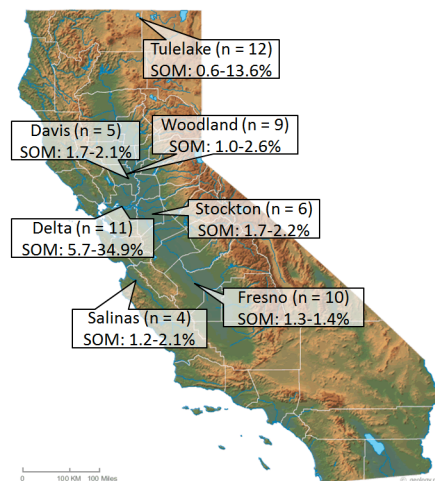 Tulelake (n = 12)
SOM: 0.6-13.6%
Davis (n = 5)
SOM: 1.7-2.1%
Woodland (n = 9)
SOM: 1.0-2.6%
Delta (n = 11)
SOM: 5.7-34.9%
Stockton (n = 6)
SOM: 1.7-2.2%
Salinas (n = 4)
SOM: 1.2-2.1%
Fresno (n = 10)
SOM: 1.3-1.4%
0 100 KM 100 Miles